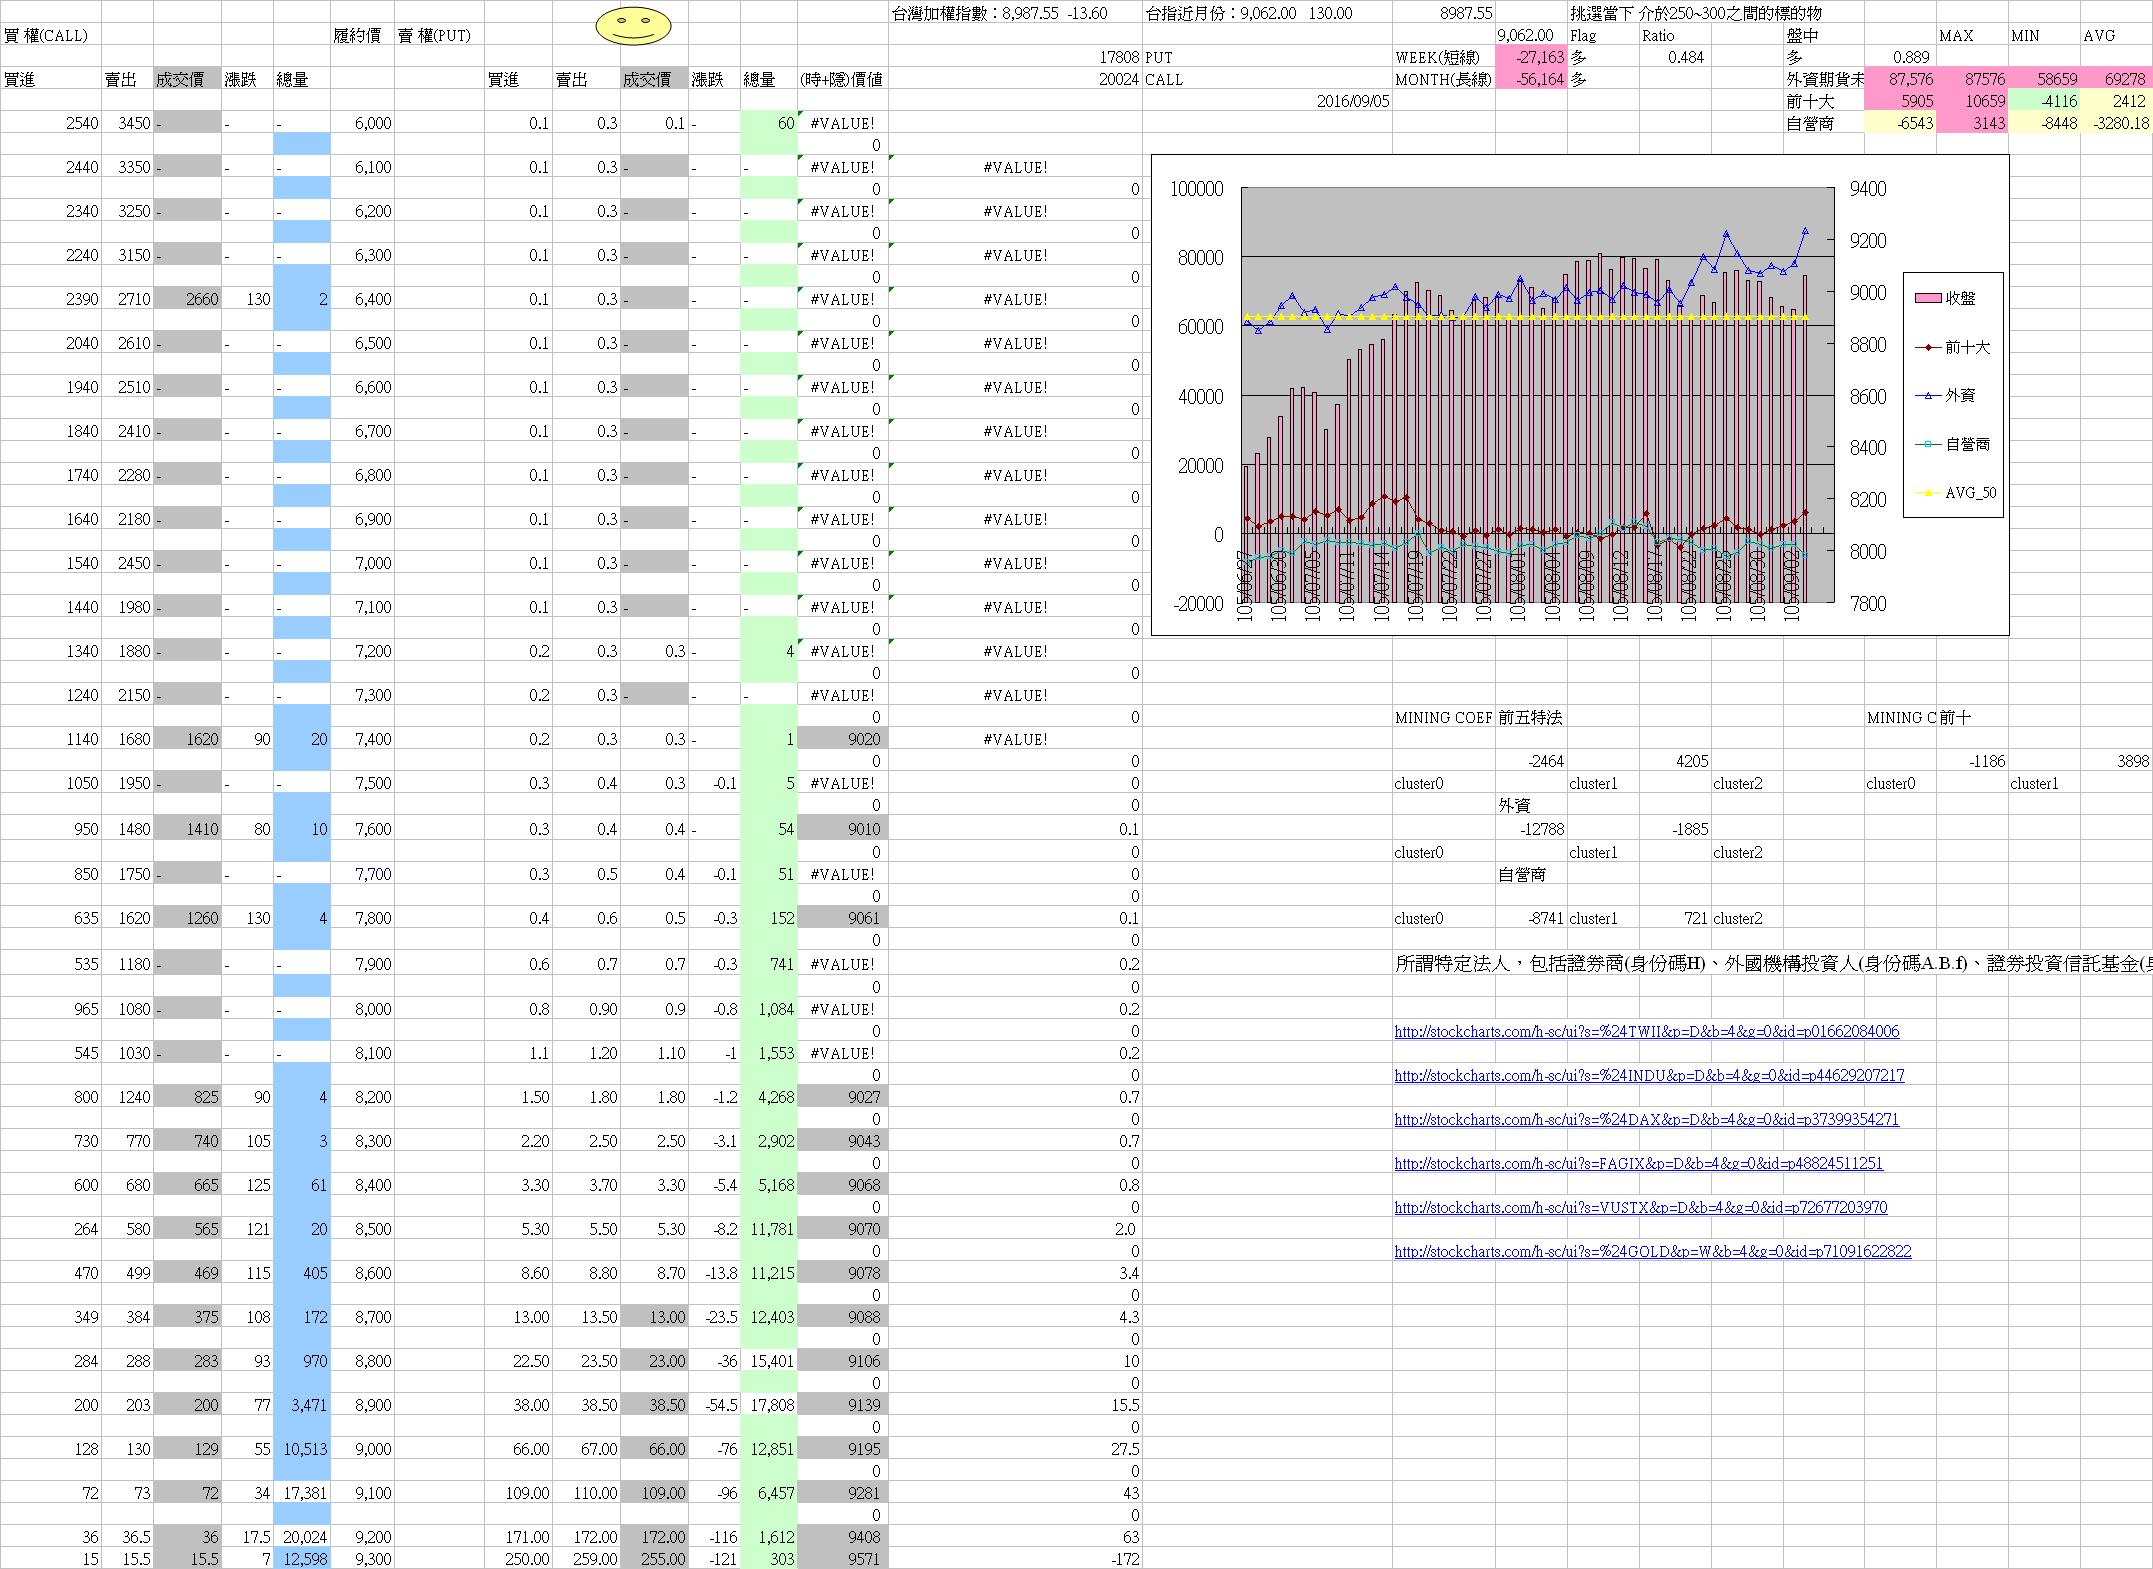 台灣加權指數：8,987.55 -13.60 台指近月份：9,062.00 130.00 8987.55 挑選當下 介於250~300之間的標的物
買 權(CALL) 履約價 賣 權(PUT) 9,062.00 Flag Ratio 盤中 MAX MIN AVG
17808 PUT WEEK(短線) -27,163 多 0.484 多 0.889
買進 賣出 成交價 漲跌 總量 買進 賣出 成交價 漲跌 總量 (時+隱)價值 20024 CALL MONTH(長線) -56,164 多 外資期貨未 87,576 87576 58659 69278
2016/09/05 前十大 5905 10659 -4116 2412
2540 3450 - - - 6,000 0.1 0.3 0.1 - 60 #VALUE! 自營商 -6543 3143 -8448 -3280.18
0
2440 3350 - - - 6,100 0.1 0.3 - - - #VALUE! #VALUE!
0 0
2340 3250 - - - 6,200 0.1 0.3 - - - #VALUE! #VALUE!
0 0
2240 3150 - - - 6,300 0.1 0.3 - - - #VALUE! #VALUE!
0 0
2390 2710 2660 130 2 6,400 0.1 0.3 - - - #VALUE! #VALUE!
0 0
2040 2610 - - - 6,500 0.1 0.3 - - - #VALUE! #VALUE!
0 0
1940 2510 - - - 6,600 0.1 0.3 - - - #VALUE! #VALUE!
0 0
1840 2410 - - - 6,700 0.1 0.3 - - - #VALUE! #VALUE!
0 0
1740 2280 - - - 6,800 0.1 0.3 - - - #VALUE! #VALUE!
0 0
1640 2180 - - - 6,900 0.1 0.3 - - - #VALUE! #VALUE!
0 0
1540 2450 - - - 7,000 0.1 0.3 - - - #VALUE! #VALUE!
0 0
1440 1980 - - - 7,100 0.1 0.3 - - - #VALUE! #VALUE!
0 0
1340 1880 - - - 7,200 0.2 0.3 0.3 - 4 #VALUE! #VALUE!
0 0
1240 2150 - - - 7,300 0.2 0.3 - - - #VALUE! #VALUE!
0 0 MINING COEF 前五特法 MINING C 前十
1140 1680 1620 90 20 7,400 0.2 0.3 0.3 - 1 9020 #VALUE!
0 0 -2464 4205 -1186 3898
1050 1950 - - - 7,500 0.3 0.4 0.3 -0.1 5 #VALUE! 0 cluster0 cluster1 cluster2 cluster0 cluster1
0 0 外資
950 1480 1410 80 10 7,600 0.3 0.4 0.4 - 54 9010 0.1 -12788 -1885
0 0 cluster0 cluster1 cluster2
850 1750 - - - 7,700 0.3 0.5 0.4 -0.1 51 #VALUE! 0 自營商
0 0
635 1620 1260 130 4 7,800 0.4 0.6 0.5 -0.3 152 9061 0.1 cluster0 -8741 cluster1 721 cluster2
0 0
535 1180 - - - 7,900 0.6 0.7 0.7 -0.3 741 #VALUE! 0.2 所謂特定法人，包括證券商(身份碼H)、外國機構投資人(身份碼A.B.f)、證券投資信託基金(
0 0
965 1080 - - - 8,000 0.8 0.90 0.9 -0.8 1,084 #VALUE! 0.2
0 0 http://stockcharts.com/h-sc/ui?s=%24TWII&p=D&b=4&g=0&id=p01662084006
545 1030 - - - 8,100 1.1 1.20 1.10 -1 1,553 #VALUE! 0.2
0 0 http://stockcharts.com/h-sc/ui?s=%24INDU&p=D&b=4&g=0&id=p44629207217
800 1240 825 90 4 8,200 1.50 1.80 1.80 -1.2 4,268 9027 0.7
0 0 http://stockcharts.com/h-sc/ui?s=%24DAX&p=D&b=4&g=0&id=p37399354271
730 770 740 105 3 8,300 2.20 2.50 2.50 -3.1 2,902 9043 0.7
0 0 http://stockcharts.com/h-sc/ui?s=FAGIX&p=D&b=4&g=0&id=p48824511251
600 680 665 125 61 8,400 3.30 3.70 3.30 -5.4 5,168 9068 0.8
0 0 http://stockcharts.com/h-sc/ui?s=VUSTX&p=D&b=4&g=0&id=p72677203970
264 580 565 121 20 8,500 5.30 5.50 5.30 -8.2 11,781 9070 2.0
0 0 http://stockcharts.com/h-sc/ui?s=%24GOLD&p=W&b=4&g=0&id=p71091622822
470 499 469 115 405 8,600 8.60 8.80 8.70 -13.8 11,215 9078 3.4
0 0
349 384 375 108 172 8,700 13.00 13.50 13.00 -23.5 12,403 9088 4.3
0 0
284 288 283 93 970 8,800 22.50 23.50 23.00 -36 15,401 9106 10
0 0
200 203 200 77 3,471 8,900 38.00 38.50 38.50 -54.5 17,808 9139 15.5
0 0
128 130 129 55 10,513 9,000 66.00 67.00 66.00 -76 12,851 9195 27.5
0 0
72 73 72 34 17,381 9,100 109.00 110.00 109.00 -96 6,457 9281 43
0 0
36 36.5 36 17.5 20,024 9,200 171.00 172.00 172.00 -116 1,612 9408 63
15 15.5 15.5 7 12,598 9,300 250.00 259.00 255.00 -121 303 9571 -172
100000 9400
80000 9200
60000 9000
40000 8800
20000 8600
0 8400
-20000 8200
8000
7800
收盤
前十大
外資
自營商
AVG_50
105/06/27 105/06/30 105/07/05 105/07/11 105/07/14 105/07/19 105/07/22 105/07/27 105/08/01 105/08/04 105/08/09 105/08/12 105/08/17 105/08/22 105/08/25 105/08/30 105/09/02